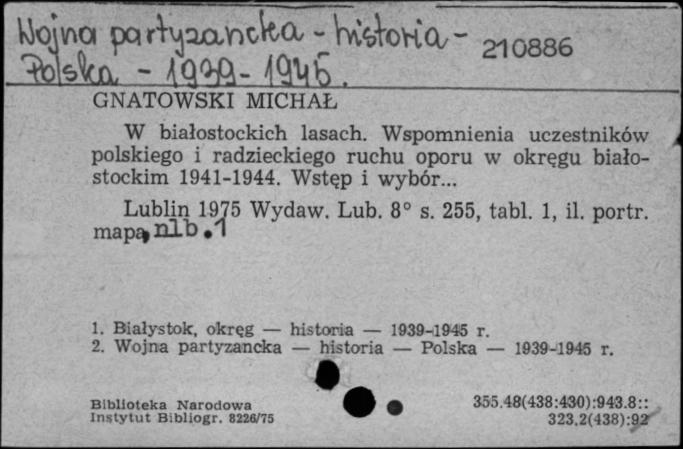 Wojna partyzancka - historia -
210886
Polska - 1939-1945.
GNATOWSKI MICHAŁ
W białostockich lasach. Wspomnienia uczestników
polskiego i radzieckiego ruchu oporu w okręgu biało-
stockim 1941-1944. Wstęp i wybór...
Lublin 1975 Wydaw. Lub. 8° s. 255, tabl. 1, il. portr.
mapa, nlb. 1
1. Białystok, okręg — historia — 1939-1945 r.
2. Wojna partyzancka — historia — Polska — 1939-1945 r.
Biblioteka Narodowa
Instytut Bibliogr. 8226/75
355.48(438:430):943.8::
323.2(438):92